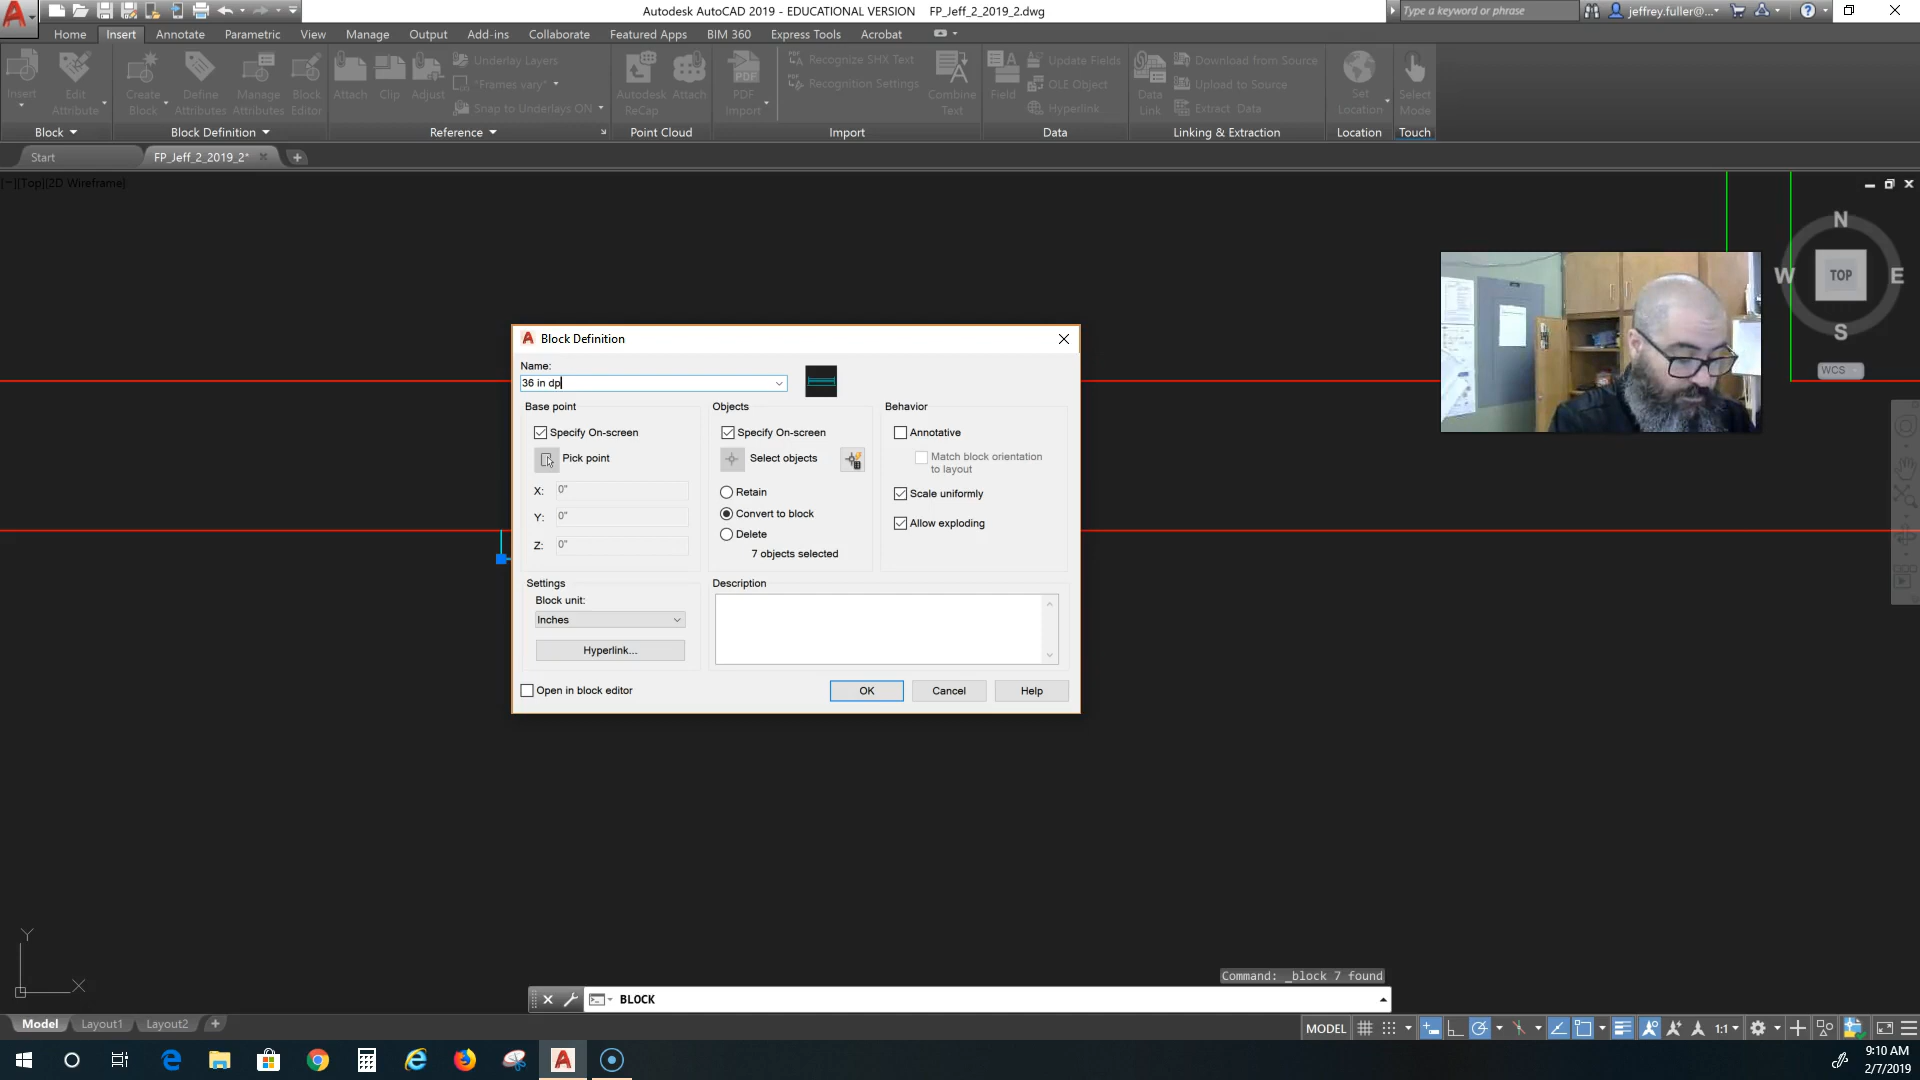 Autodesk AutoCAD 2019 - EDUCATIONAL VERSION FP_Jeff_2_2019_2.dwg
Type a keyword or phrase
jeffrey.fuller@...
Home Insert Annotate Parametric View Manage Output Add-ins Collaborate Featured Apps BIM 360 Express Tools Acrobat
Insert
Edit Attribute
Create Block
Define Attributes
Manage Attributes
Block Editor
Attach
Clip
Adjust
Underlay Layers
*Frames vary*
Snap to Underlays ON
Autodesk ReCap
Attach
PDF Import
Recognize SHX Text
Recognition Settings
Combine Text
Field
Update Fields
OLE Object
Hyperlink
Data Link
Download from Source
Upload to Source
Extract Data
Set Location
Select Mode
Block Block Definition Reference Point Cloud Import Data Linking & Extraction Location Touch
Start FP_Jeff_2_2019_2*
[−][Top][2D Wireframe]
N
W TOP E
S
WCS
Block Definition
Name:
36 in dp
Base point
Specify On-screen
Pick point
X: 0"
Y: 0"
Z: 0"
Objects
Specify On-screen
Select objects
Retain
Convert to block
Delete
7 objects selected
Behavior
Annotative
Match block orientation
to layout
Scale uniformly
Allow exploding
Settings
Block unit:
Inches
Hyperlink...
Description
Open in block editor
OK Cancel Help
Y
X
Command: _block 7 found
BLOCK
Model Layout1 Layout2
MODEL 1:1
9:10 AM
2/7/2019